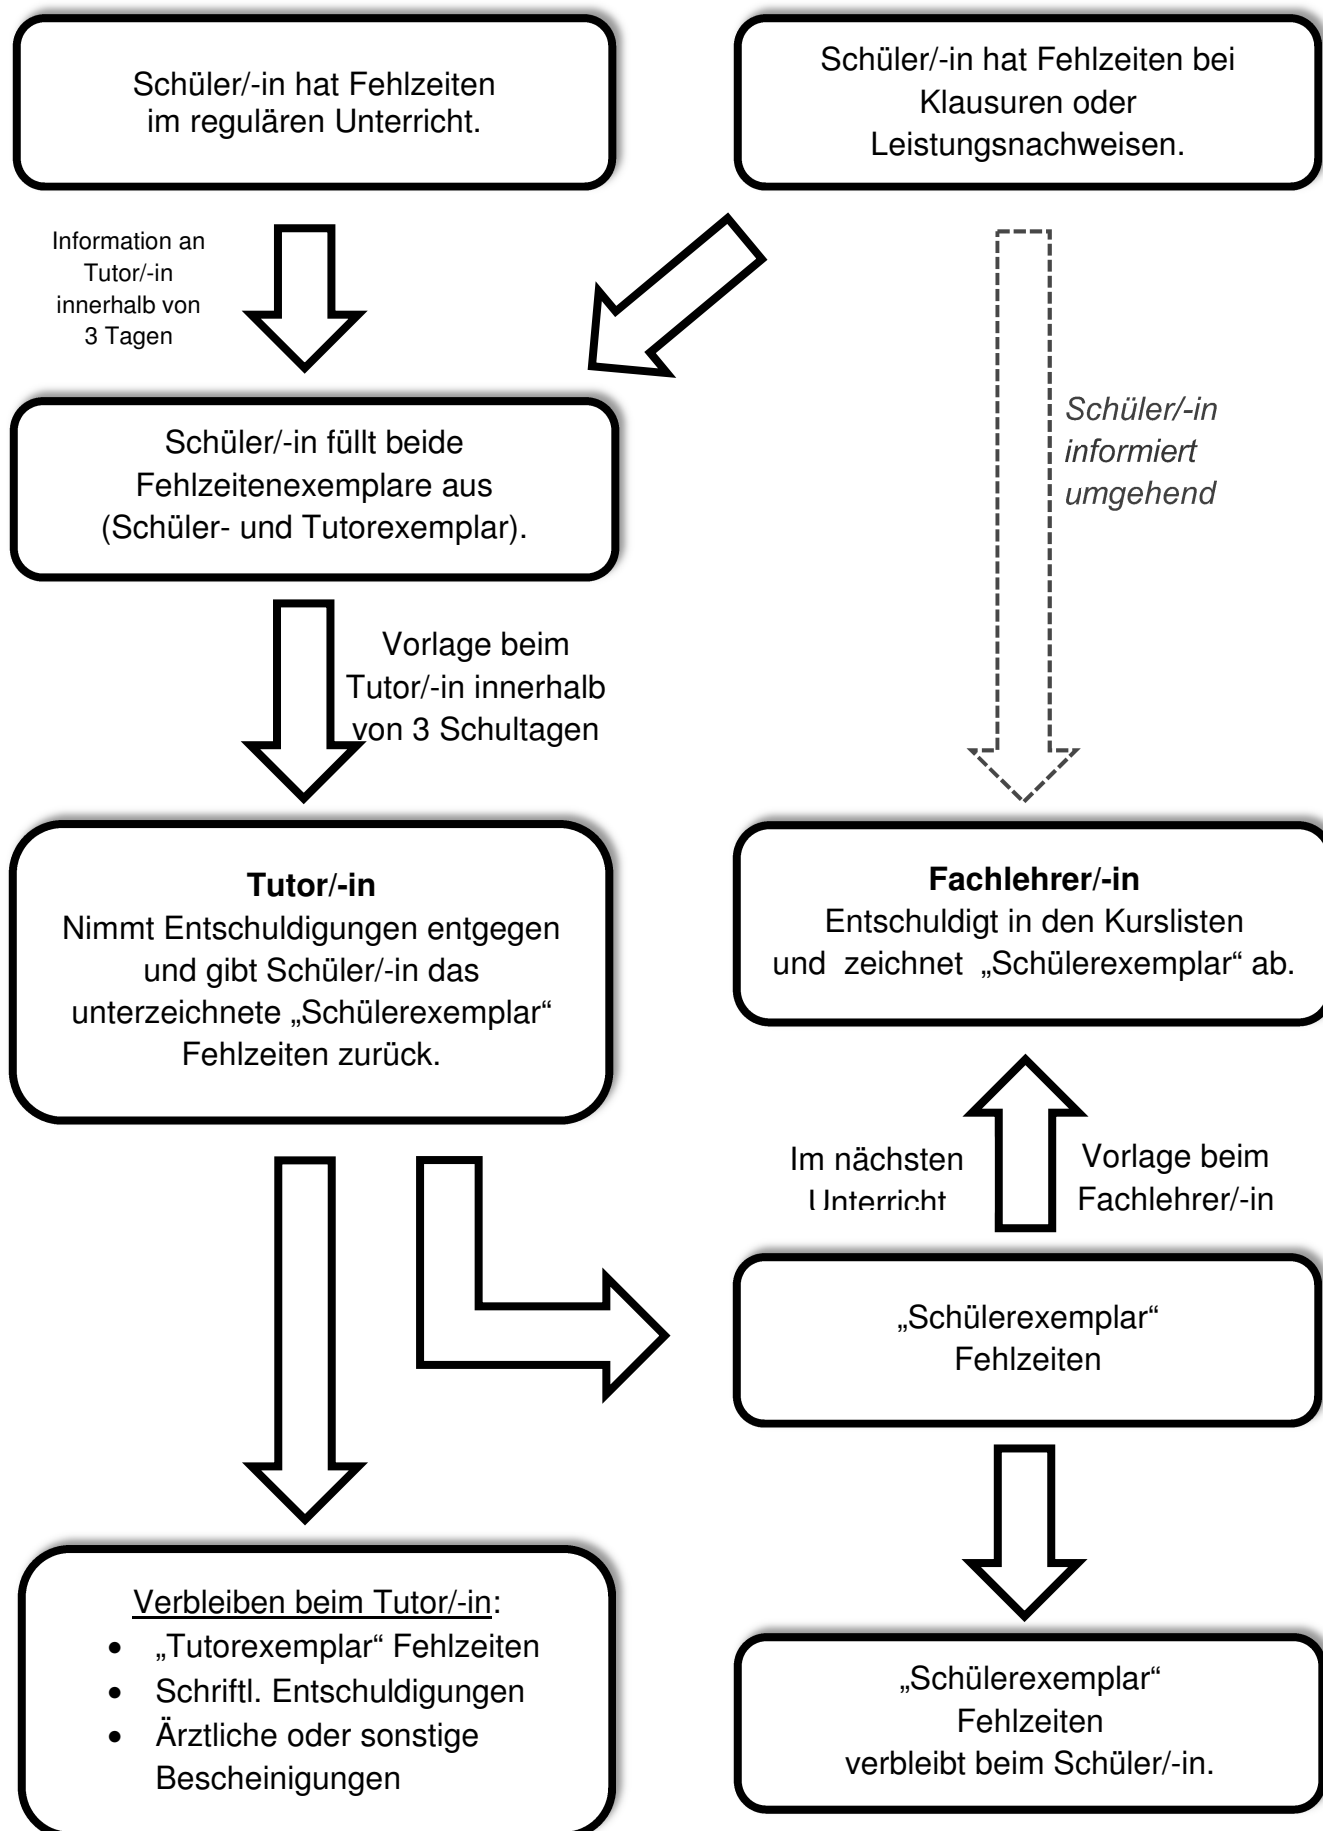 Schüler/-in hat Fehlzeiten
im regulären Unterricht.
Schüler/-in hat Fehlzeiten bei
Klausuren oder
Leistungsnachweisen.
Information an
Tutor/-in
innerhalb von
3 Tagen
Schüler/-in
informiert
umgehend
Schüler/-in füllt beide
Fehlzeitenexemplare aus
(Schüler- und Tutorexemplar).
Vorlage beim
Tutor/-in innerhalb
von 3 Schultagen
Tutor/-in
Nimmt Entschuldigungen entgegen
und gibt Schüler/-in das
unterzeichnete „Schülerexemplar“
Fehlzeiten zurück.
Fachlehrer/-in
Entschuldigt in den Kurslisten
und zeichnet „Schülerexemplar“ ab.
Im nächsten
Unterricht
Vorlage beim
Fachlehrer/-in
„Schülerexemplar“
Fehlzeiten
Verbleiben beim Tutor/-in:
• „Tutorexemplar“ Fehlzeiten
• Schriftl. Entschuldigungen
• Ärztliche oder sonstige
Bescheinigungen
„Schülerexemplar“
Fehlzeiten
verbleibt beim Schüler/-in.